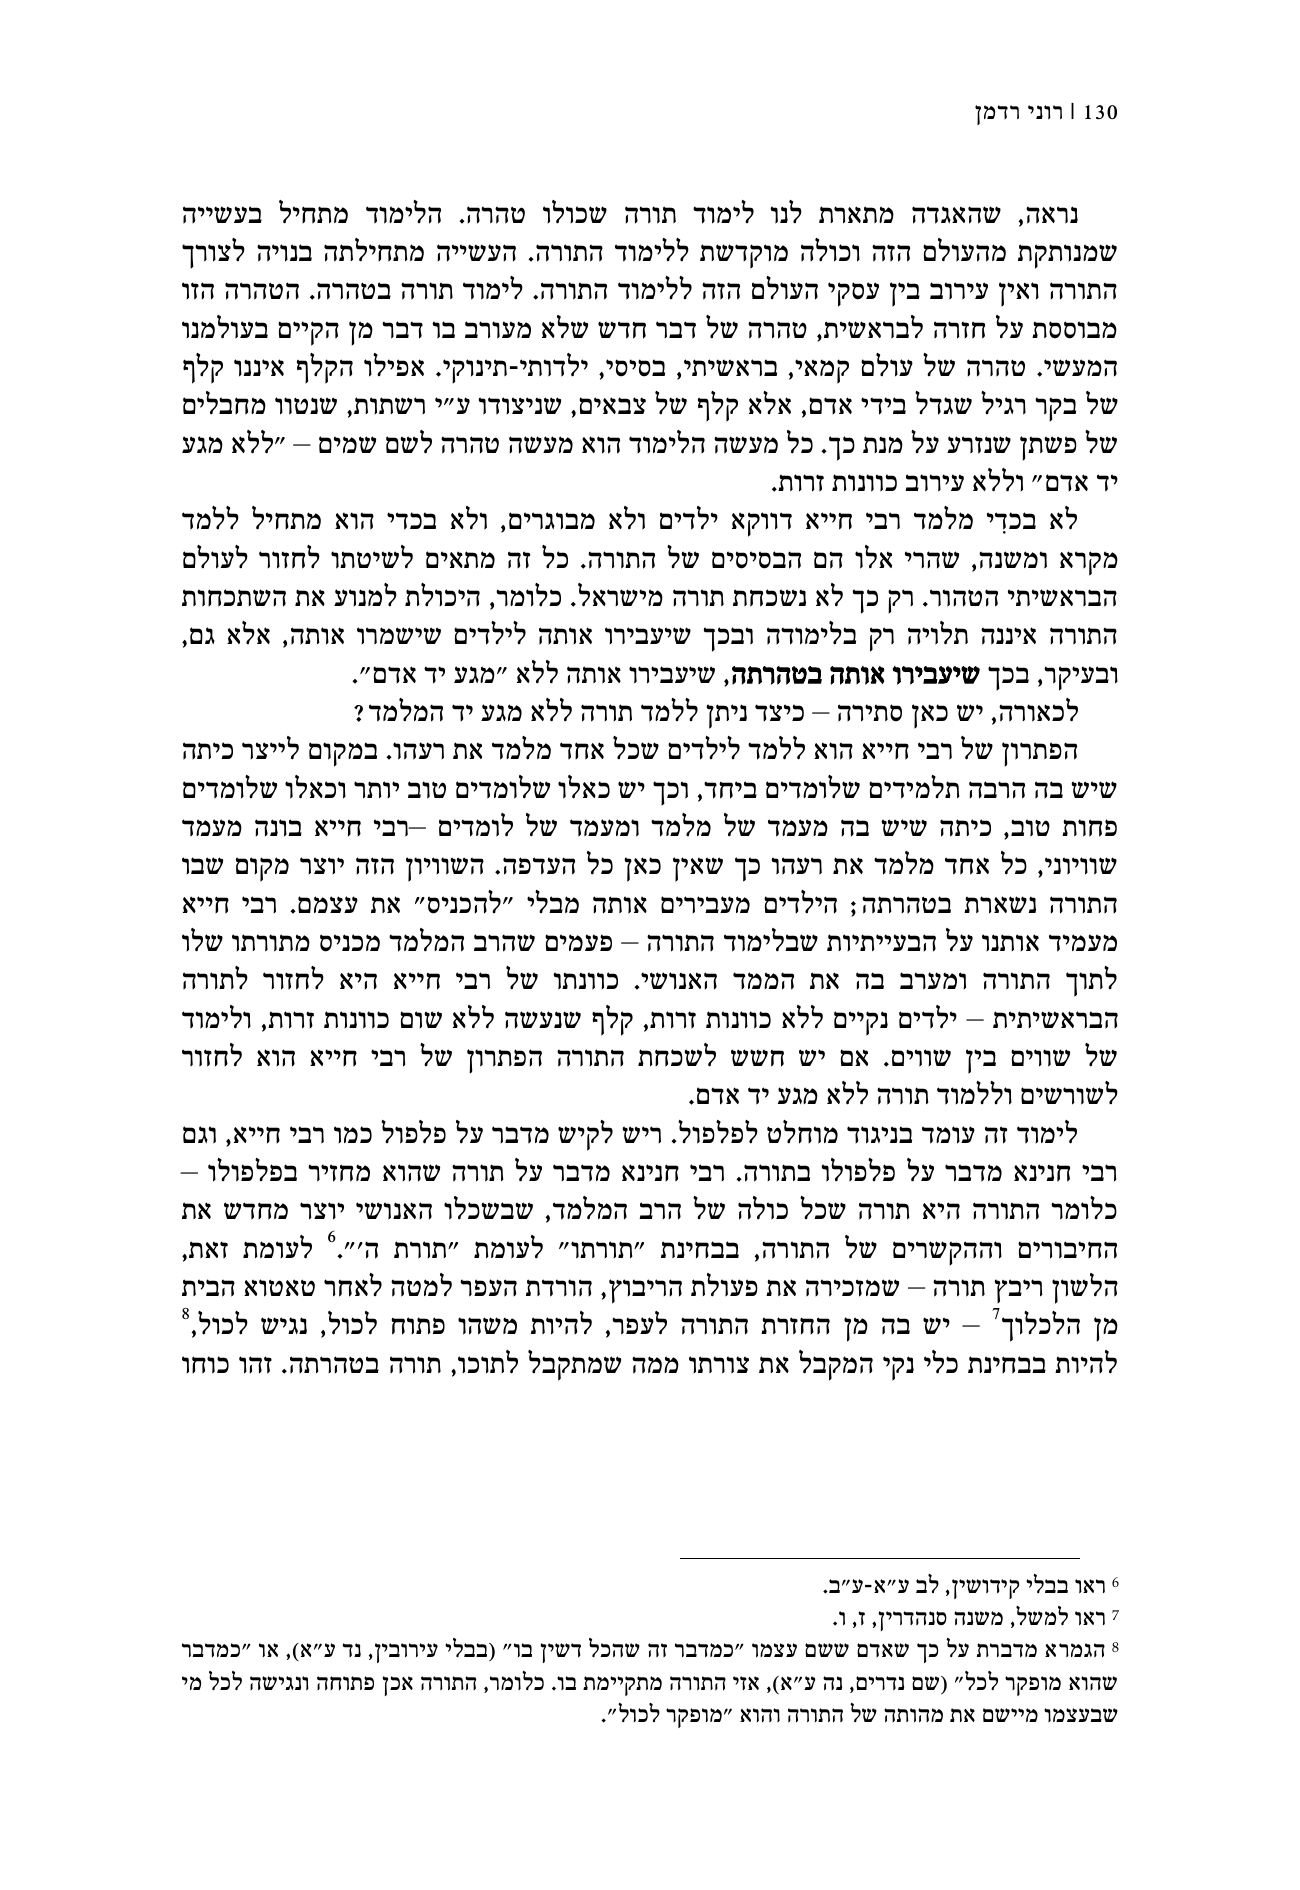 130 | רוני רדמן
נראה, שהאגדה מתארת לנו לימוד תורה שכולו טהרה. הלימוד מתחיל בעשייה
שמנותקת מהעולם הזה וכולה מוקדשת ללימוד התורה. העשייה מתחילתה בנויה לצורך
התורה ואין עירוב בין עסקי העולם הזה ללימוד התורה. לימוד תורה בטהרה. הטהרה הזו
מבוססת על חזרה לבראשית, טהרה של דבר חדש שלא מעורב בו דבר מן הקיים בעולמנו
המעשי. טהרה של עולם קמאי, בראשיתי, בסיסי, ילדותי-תינוקי. אפילו הקלף איננו קלף
של בקר רגיל שגדל בידי אדם, אלא קלף של צבאים, שניצודו ע״י רשתות, שנטוו מחבלים
של פשתן שנזרע על מנת כך. כל מעשה הלימוד הוא מעשה טהרה לשם שמים – ״ללא מגע
יד אדם״ וללא עירוב כוונות זרות.
לא בכדִי מלמד רבי חייא דווקא ילדים ולא מבוגרים, ולא בכדי הוא מתחיל ללמד
מקרא ומשנה, שהרי אלו הם הבסיסים של התורה. כל זה מתאים לשיטתו לחזור לעולם
הבראשיתי הטהור. רק כך לא נשכחת תורה מישראל. כלומר, היכולת למנוע את השתכחות
התורה איננה תלויה רק בלימודה ובכך שיעבירו אותה לילדים שישמרו אותה, אלא גם,
ובעיקר, בכך שיעבירו אותה בטהרתה, שיעבירו אותה ללא ״מגע יד אדם״.
לכאורה, יש כאן סתירה – כיצד ניתן ללמד תורה ללא מגע יד המלמד?
הפתרון של רבי חייא הוא ללמד לילדים שכל אחד מלמד את רעהו. במקום לייצר כיתה
שיש בה הרבה תלמידים שלומדים ביחד, וכך יש כאלו שלומדים טוב יותר וכאלו שלומדים
פחות טוב, כיתה שיש בה מעמד של מלמד ומעמד של לומדים –רבי חייא בונה מעמד
שוויוני, כל אחד מלמד את רעהו כך שאין כאן כל העדפה. השוויון הזה יוצר מקום שבו
התורה נשארת בטהרתה; הילדים מעבירים אותה מבלי ״להכניס״ את עצמם. רבי חייא
מעמיד אותנו על הבעייתיות שבלימוד התורה – פעמים שהרב המלמד מכניס מתורתו שלו
לתוך התורה ומערב בה את הממד האנושי. כוונתו של רבי חייא היא לחזור לתורה
הבראשיתית – ילדים נקיים ללא כוונות זרות, קלף שנעשה ללא שום כוונות זרות, ולימוד
של שווים בין שווים. אם יש חשש לשכחת התורה הפתרון של רבי חייא הוא לחזור
לשורשים וללמוד תורה ללא מגע יד אדם.
לימוד זה עומד בניגוד מוחלט לפלפול. ריש לקיש מדבר על פלפול כמו רבי חייא, וגם
רבי חנינא מדבר על פלפולו בתורה. רבי חנינא מדבר על תורה שהוא מחזיר בפלפולו –
כלומר התורה היא תורה שכל כולה של הרב המלמד, שבשכלו האנושי יוצר מחדש את
החיבורים וההקשרים של התורה, בבחינת ״תורתו״ לעומת ״תורת ה׳״.6 לעומת זאת,
הלשון ריבץ תורה – שמזכירה את פעולת הריבוץ, הורדת העפר למטה לאחר טאטוא הבית
מן הלכלוך7 – יש בה מן החזרת התורה לעפר, להיות משהו פתוח לכול, נגיש לכול,8
להיות בבחינת כלי נקי המקבל את צורתו ממה שמתקבל לתוכו, תורה בטהרתה. זהו כוחו
6 ראו בבלי קידושין, לב ע״א-ע״ב.
7 ראו למשל, משנה סנהדרין, ז, ו.
8 הגמרא מדברת על כך שאדם ששם עצמו ״כמדבר זה שהכל דשין בו״ (בבלי עירובין, נד ע״א), או ״כמדבר
שהוא מופקר לכל״ (שם נדרים, נה ע״א), אזי התורה מתקיימת בו. כלומר, התורה אכן פתוחה ונגישה לכל מי
שבעצמו מיישם את מהותה של התורה והוא ״מופקר לכול״.